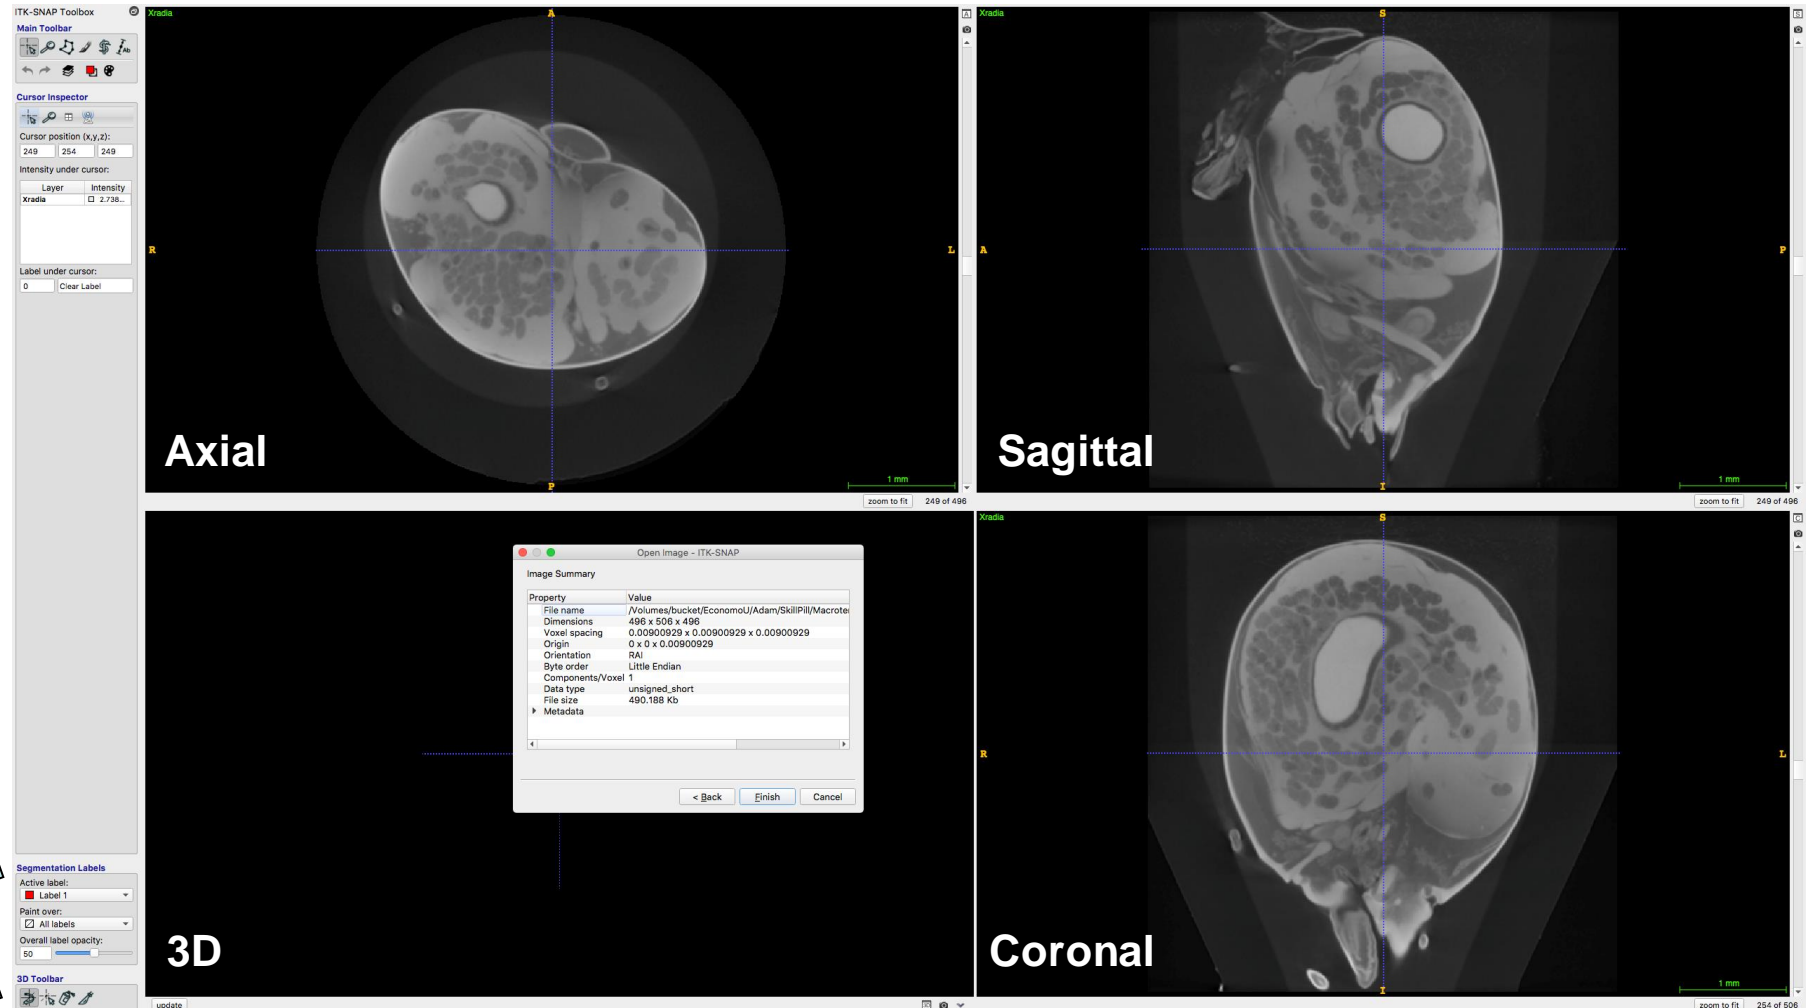 ITK-SNAP Toolbox
Main Toolbar
Cursor Inspector
Cursor position (x,y,z):
249 254 249
Intensity under cursor:
Layer Intensity
Xradia 2.738...
Label under cursor:
0 Clear Label
Segmentation Labels
Active label:
Label 1
Paint over:
All labels
Overall label opacity:
50
3D Toolbar
Xradia
A
R
L
P
Axial
1 mm
zoom to fit 249 of 496
A
Xradia
S
A
P
I
Sagittal
1 mm
zoom to fit 249 of 496
S
3D
update
Open Image - ITK-SNAP
Image Summary
Property Value
File name /Volumes/bucket/EconomoU/Adam/SkillPill/Macroter
Dimensions 496 x 506 x 496
Voxel spacing 0.00900929 x 0.00900929 x 0.00900929
Origin 0 x 0 x 0.00900929
Orientation RAI
Byte order Little Endian
Components/Voxel 1
Data type unsigned_short
File size 490.188 Kb
Metadata
< Back Finish Cancel
Xradia
S
R
L
I
Coronal
1 mm
zoom to fit 254 of 506
C